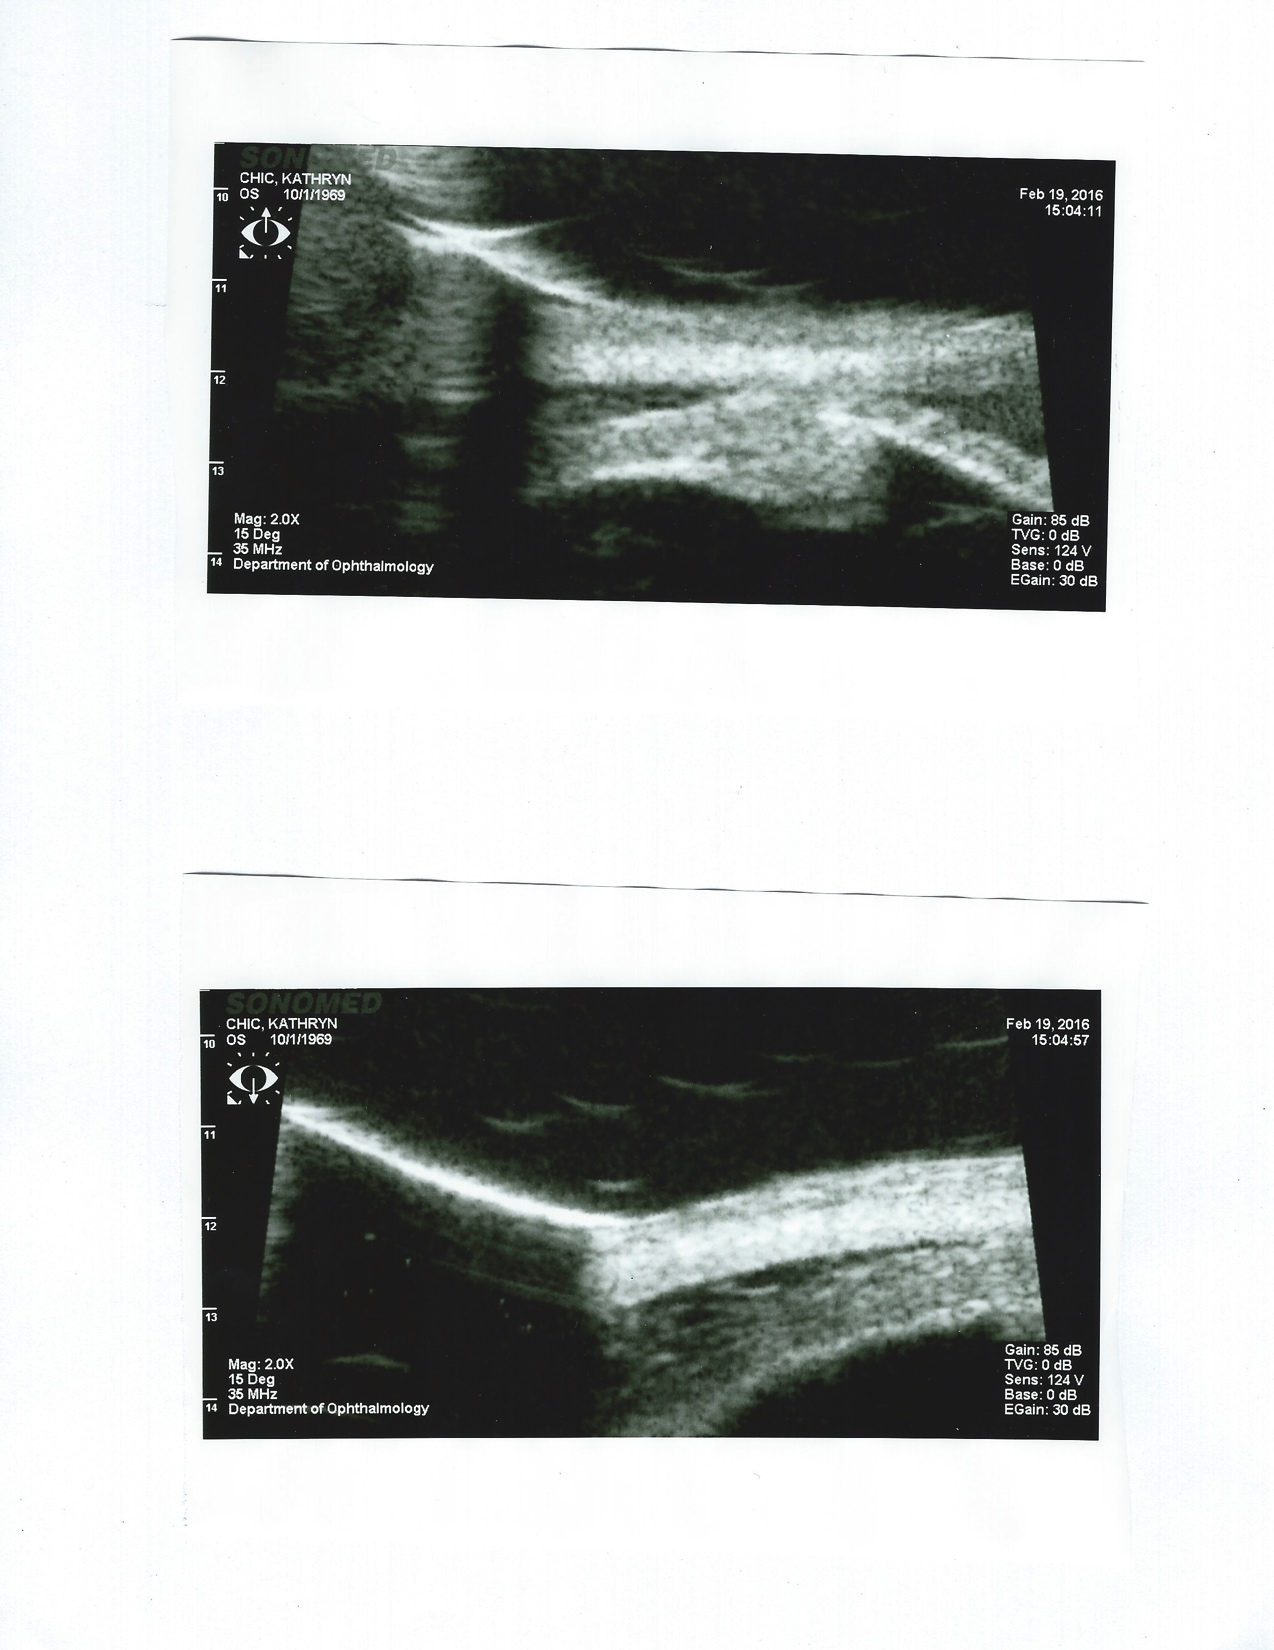 SONOMED
CHIC, KATHRYN
OS 10/1/1969
Feb 19, 2016
15:04:11
10
11
12
13
14
Mag: 2.0X
15 Deg
35 MHz
Department of Ophthalmology
Gain: 85 dB
TVG: 0 dB
Sens: 124 V
Base: 0 dB
EGain: 30 dB
SONOMED
CHIC, KATHRYN
OS 10/1/1969
Feb 19, 2016
15:04:57
10
11
12
13
14
Mag: 2.0X
15 Deg
35 MHz
Department of Ophthalmology
Gain: 85 dB
TVG: 0 dB
Sens: 124 V
Base: 0 dB
EGain: 30 dB